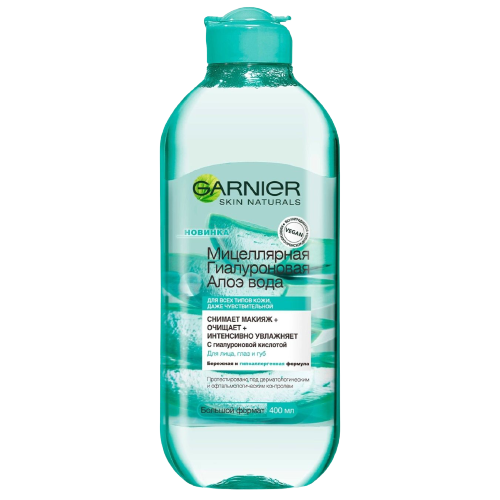 GARNIER
SKIN NATURALS
VEGAN
НОВИНКА
Мицеллярная
Гиалуроновая
Алоэ вода
ДЛЯ ВСЕХ ТИПОВ КОЖИ,
ДАЖЕ ЧУВСТВИТЕЛЬНОЙ
СНИМАЕТ МАКИЯЖ +
ОЧИЩАЕТ +
ИНТЕНСИВНО УВЛАЖНЯЕТ
С гиалуроновой кислотой
Для лица, глаз и губ
Бережная и гипоаллергенная формула
Протестировано под дерматологическим
и офтальмологическим контролем
Большой формат 400 мл